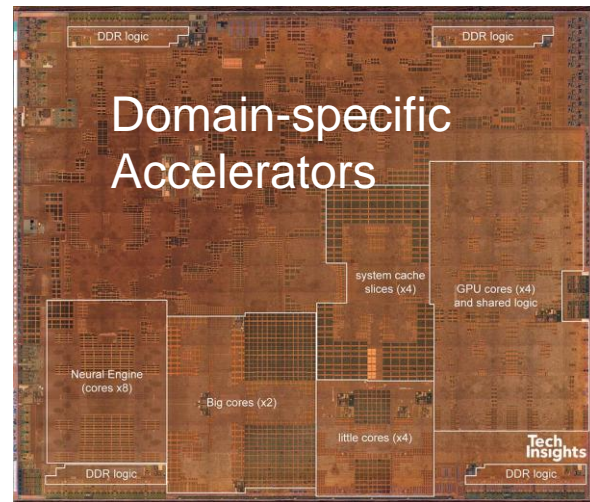 DDR logic
DDR logic
Domain-specific
Accelerators
system cache
slices (x4)
GPU cores (x4)
and shared logic
Neural Engine
(cores x8)
Big cores (x2)
little cores (x4)
Tech
Insights
DDR logic
DDR logic